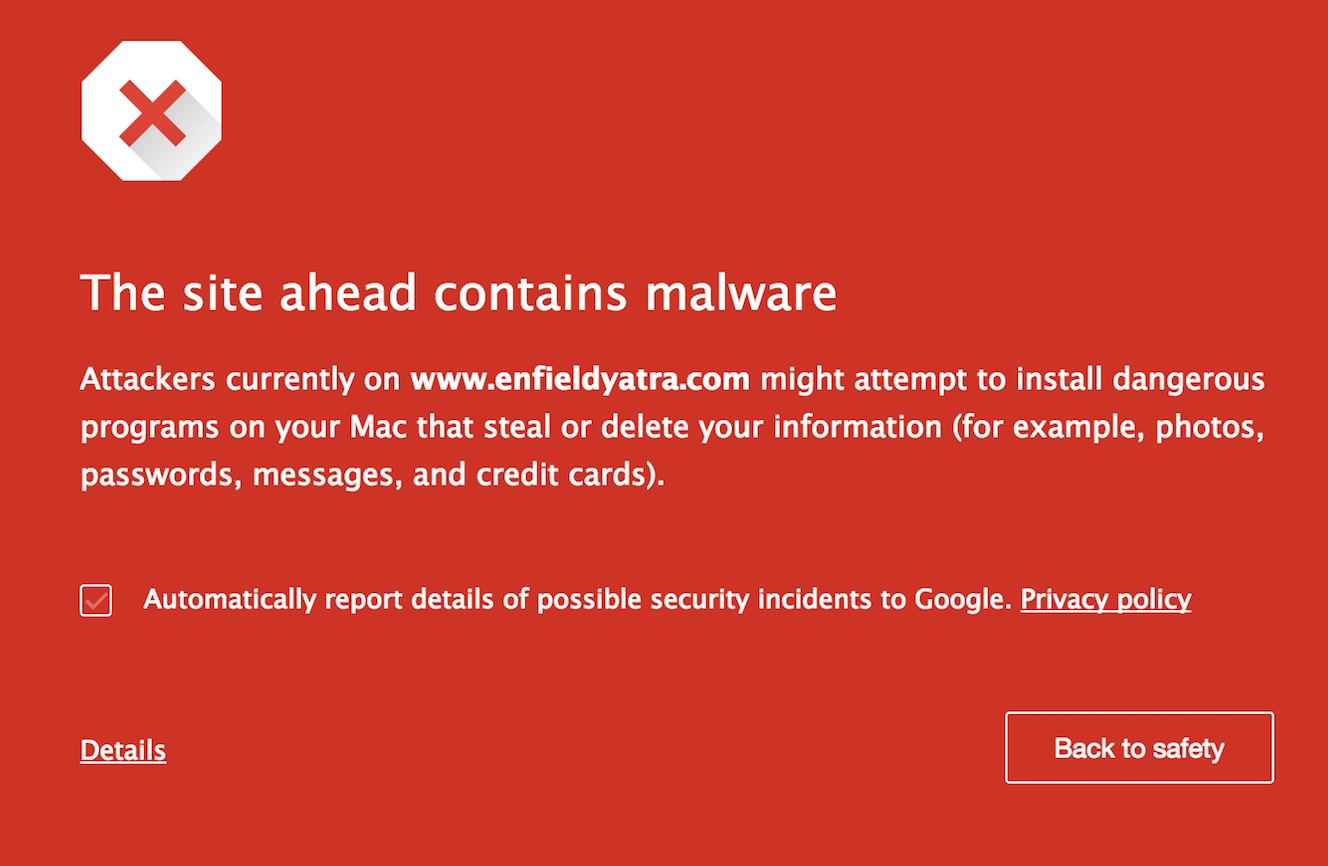 The site ahead contains malware
Attackers currently on www.enfieldyatra.com might attempt to install dangerous
programs on your Mac that steal or delete your information (for example, photos,
passwords, messages, and credit cards).
Automatically report details of possible security incidents to Google. Privacy policy
Details
Back to safety